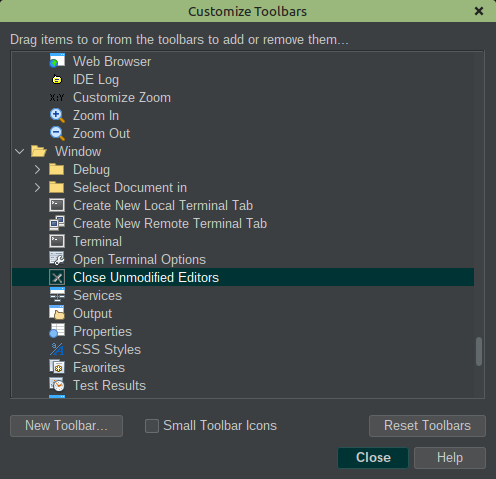 Customize Toolbars
Drag items to or from the toolbars to add or remove them...
Web Browser
IDE Log
X:Y Customize Zoom
Zoom In
Zoom Out
Window
Debug
Select Document in
Create New Local Terminal Tab
Create New Remote Terminal Tab
Terminal
Open Terminal Options
Close Unmodified Editors
Services
Output
Properties
CSS Styles
Favorites
Test Results
New Toolbar... Small Toolbar Icons Reset Toolbars
Close Help